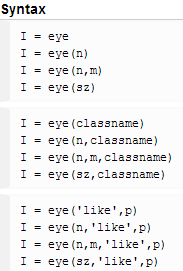 Syntax
I = eye
I = eye(n)
I = eye(n,m)
I = eye(sz)
I = eye(classname)
I = eye(n,classname)
I = eye(n,m,classname)
I = eye(sz,classname)
I = eye('like',p)
I = eye(n,'like',p)
I = eye(n,m,'like',p)
I = eye(sz,'like',p)